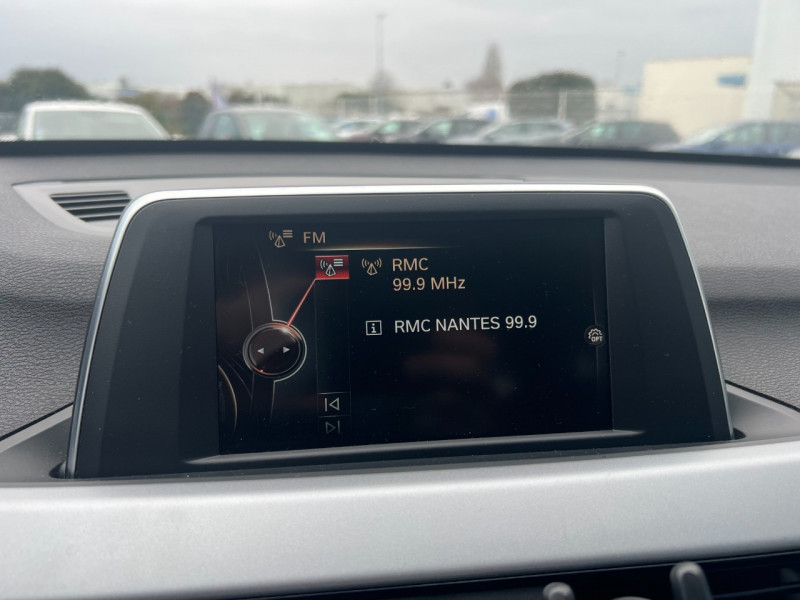 FM
RMC
99.9 MHz
RMC NANTES 99.9
OPT